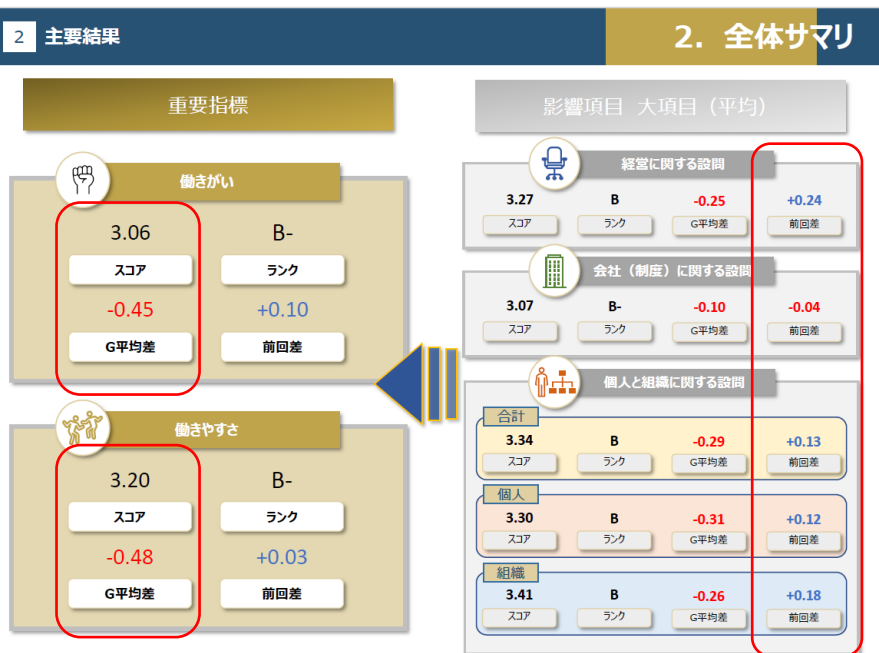 2 主要結果
2. 全体サマリ
重要指標
働きがい
3.06 B-
スコア ランク
-0.45 +0.10
G平均差 前回差
働きやすさ
3.20 B-
スコア ランク
-0.48 +0.03
G平均差 前回差
影響項目 大項目（平均）
経営に関する設問
3.27 B -0.25 +0.24
スコア ランク G平均差 前回差
会社（制度）に関する設問
3.07 B- -0.10 -0.04
スコア ランク G平均差 前回差
個人と組織に関する設問
合計
3.34 B -0.29 +0.13
スコア ランク G平均差 前回差
個人
3.30 B -0.31 +0.12
スコア ランク G平均差 前回差
組織
3.41 B -0.26 +0.18
スコア ランク G平均差 前回差